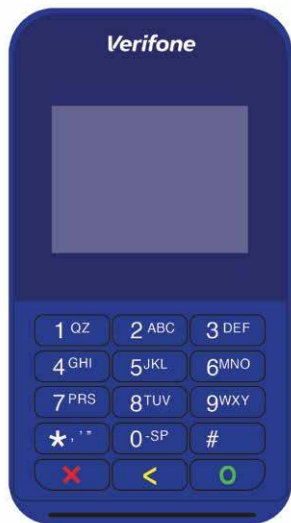 Verifone
1 QZ 2 ABC 3 DEF
4 GHI 5 JKL 6 MNO
7 PRS 8 TUV 9 WXY
*,'" 0 -SP #
X < O